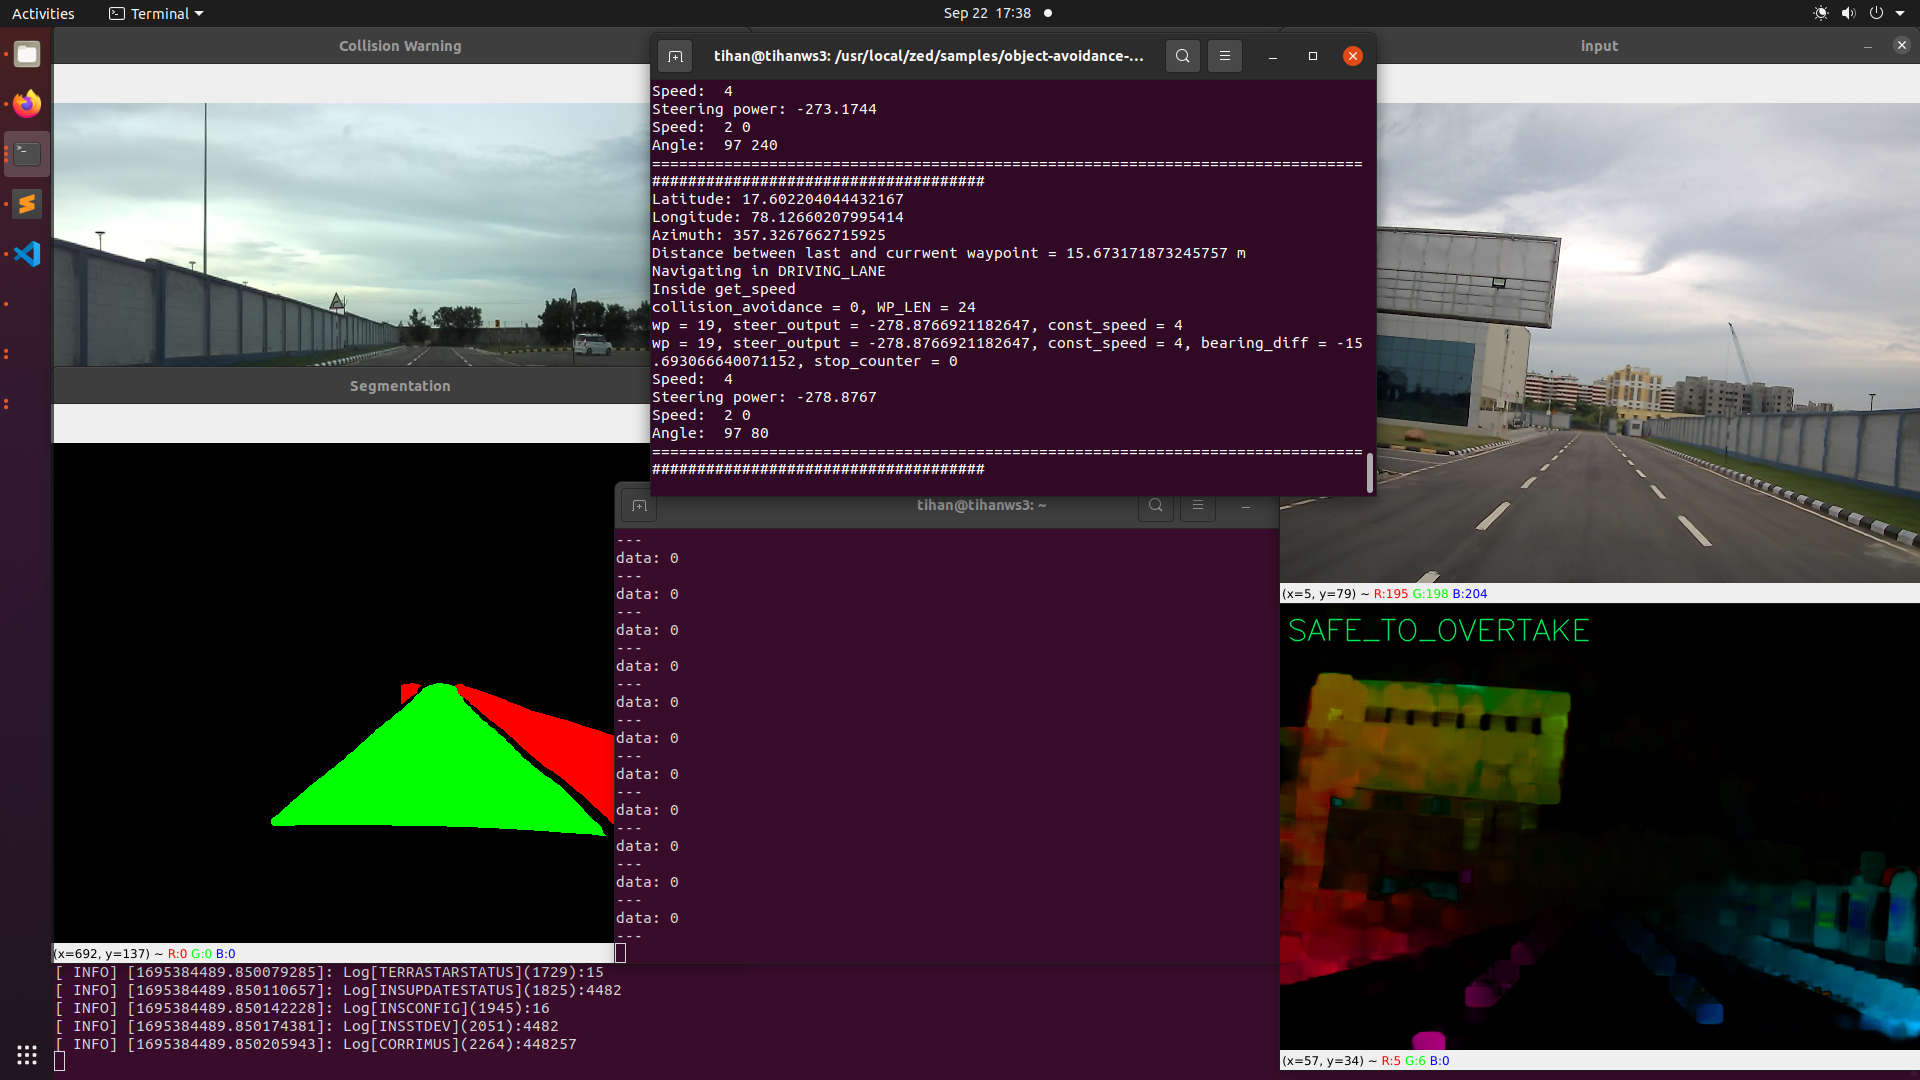 Activities
Terminal
Sep 22 17:38
Collision Warning
tihan@tihanws3: /usr/local/zed/samples/object-avoidance-...
input
Speed:  4
Steering power: -273.1744
Speed:  2 0
Angle:  97 240
===============================================================================
#####################################
Latitude: 17.602204044432167
Longitude: 78.12660207995414
Azimuth: 357.3267662715925
Distance between last and currwent waypoint = 15.673171873245757 m
Navigating in DRIVING_LANE
Inside get_speed
collision_avoidance = 0, WP_LEN = 24
wp = 19, steer_output = -278.8766921182647, const_speed = 4
wp = 19, steer_output = -278.8766921182647, const_speed = 4, bearing_diff = -15
.693066640071152, stop_counter = 0
Speed:  4
Steering power: -278.8767
Speed:  2 0
Angle:  97 80
===============================================================================
#####################################
Segmentation
(x=692, y=137) ~ R:0 G:0 B:0
tihan@tihanws3: ~
---
data: 0
---
data: 0
---
data: 0
---
data: 0
---
data: 0
---
data: 0
---
data: 0
---
data: 0
---
data: 0
---
data: 0
---
data: 0
---
(x=5, y=79) ~ R:195 G:198 B:204
SAFE_TO_OVERTAKE
(x=57, y=34) ~ R:5 G:6 B:0
[ INFO] [1695384489.850079285]: Log[TERRASTARSTATUS](1729):15
[ INFO] [1695384489.850110657]: Log[INSUPDATESTATUS](1825):4482
[ INFO] [1695384489.850142228]: Log[INSCONFIG](1945):16
[ INFO] [1695384489.850174381]: Log[INSSTDEV](2051):4482
[ INFO] [1695384489.850205943]: Log[CORRIMUS](2264):448257